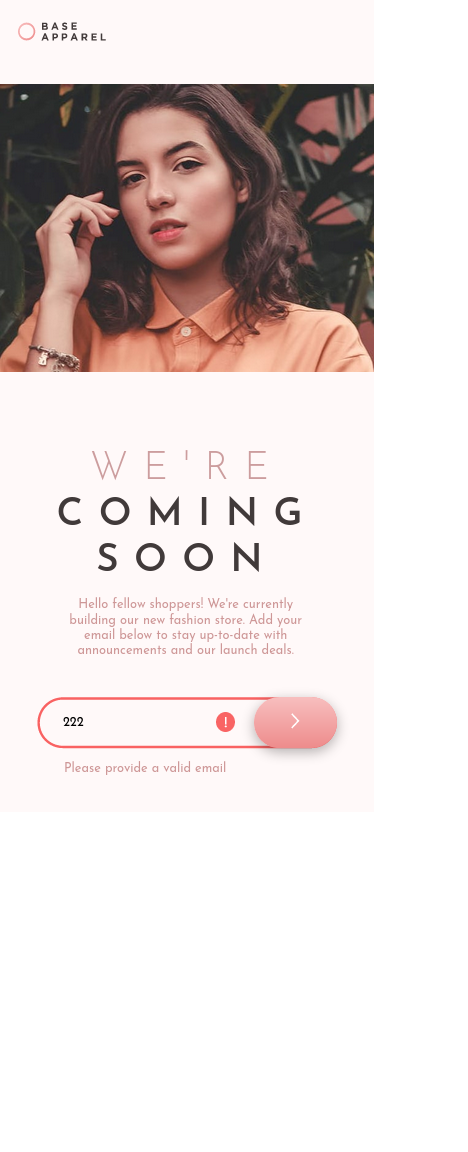 BASE
APPAREL
WE'RE
COMING
SOON
Hello fellow shoppers! We're currently
building our new fashion store. Add your
email below to stay up-to-date with
announcements and our launch deals.
222
!
Please provide a valid email